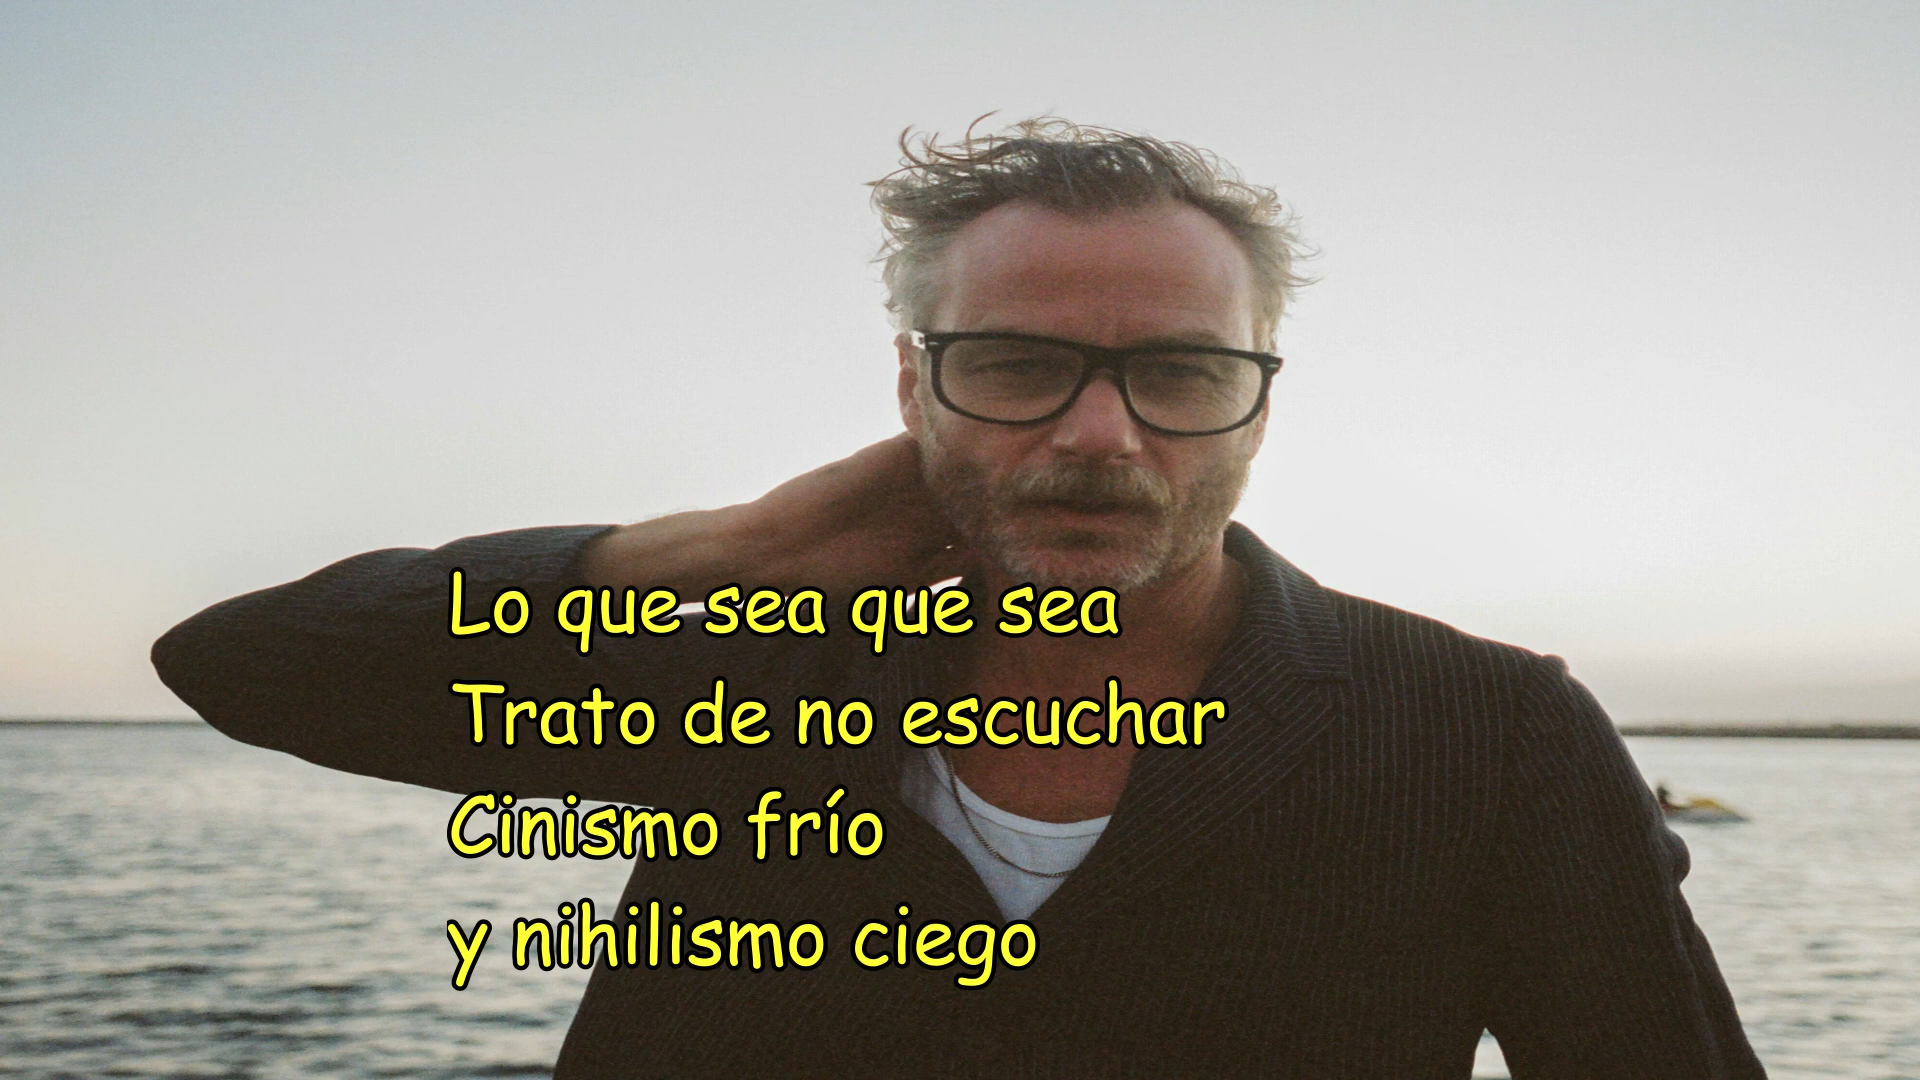 Lo que sea que sea
Trato de no escuchar
Cinismo frío
y nihilismo ciego